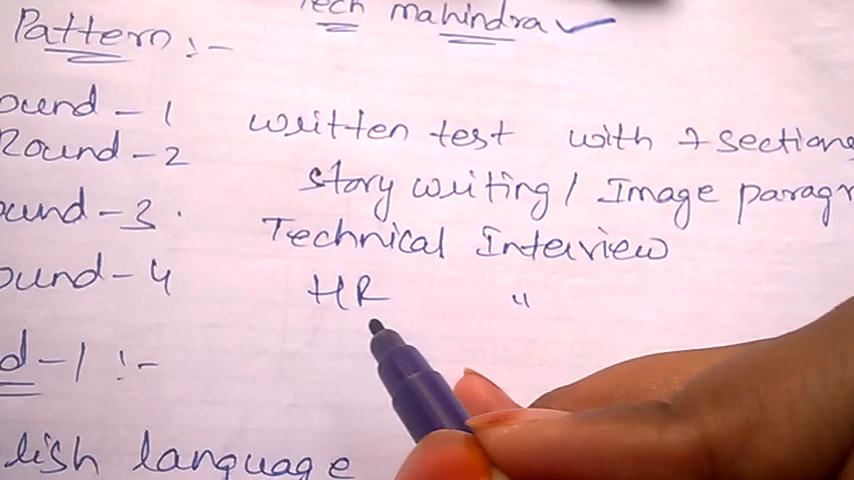 Tech mahindra ✓
Pattern :-
ound - 1 written test with 7 sections
Round - 2 story writing / Image paragr
ound - 3 . Technical Interview
ound - 4 HR "
d - 1 :-
lish language